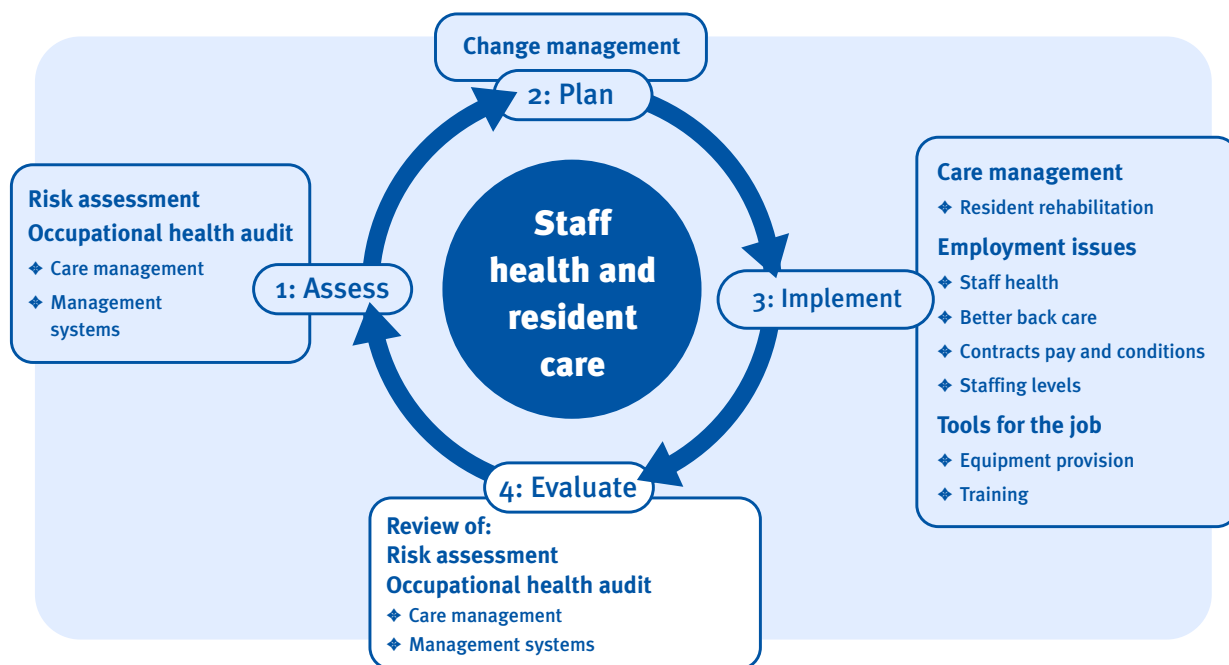 Change management
2: Plan
Risk assessment
Occupational health audit
❖ Care management
❖ Management
systems
1: Assess
Staff
health and
resident
care
3: Implement
Care management
❖ Resident rehabilitation
Employment issues
❖ Staff health
❖ Better back care
❖ Contracts pay and conditions
❖ Staffing levels
Tools for the job
❖ Equipment provision
❖ Training
4: Evaluate
Review of:
Risk assessment
Occupational health audit
❖ Care management
❖ Management systems